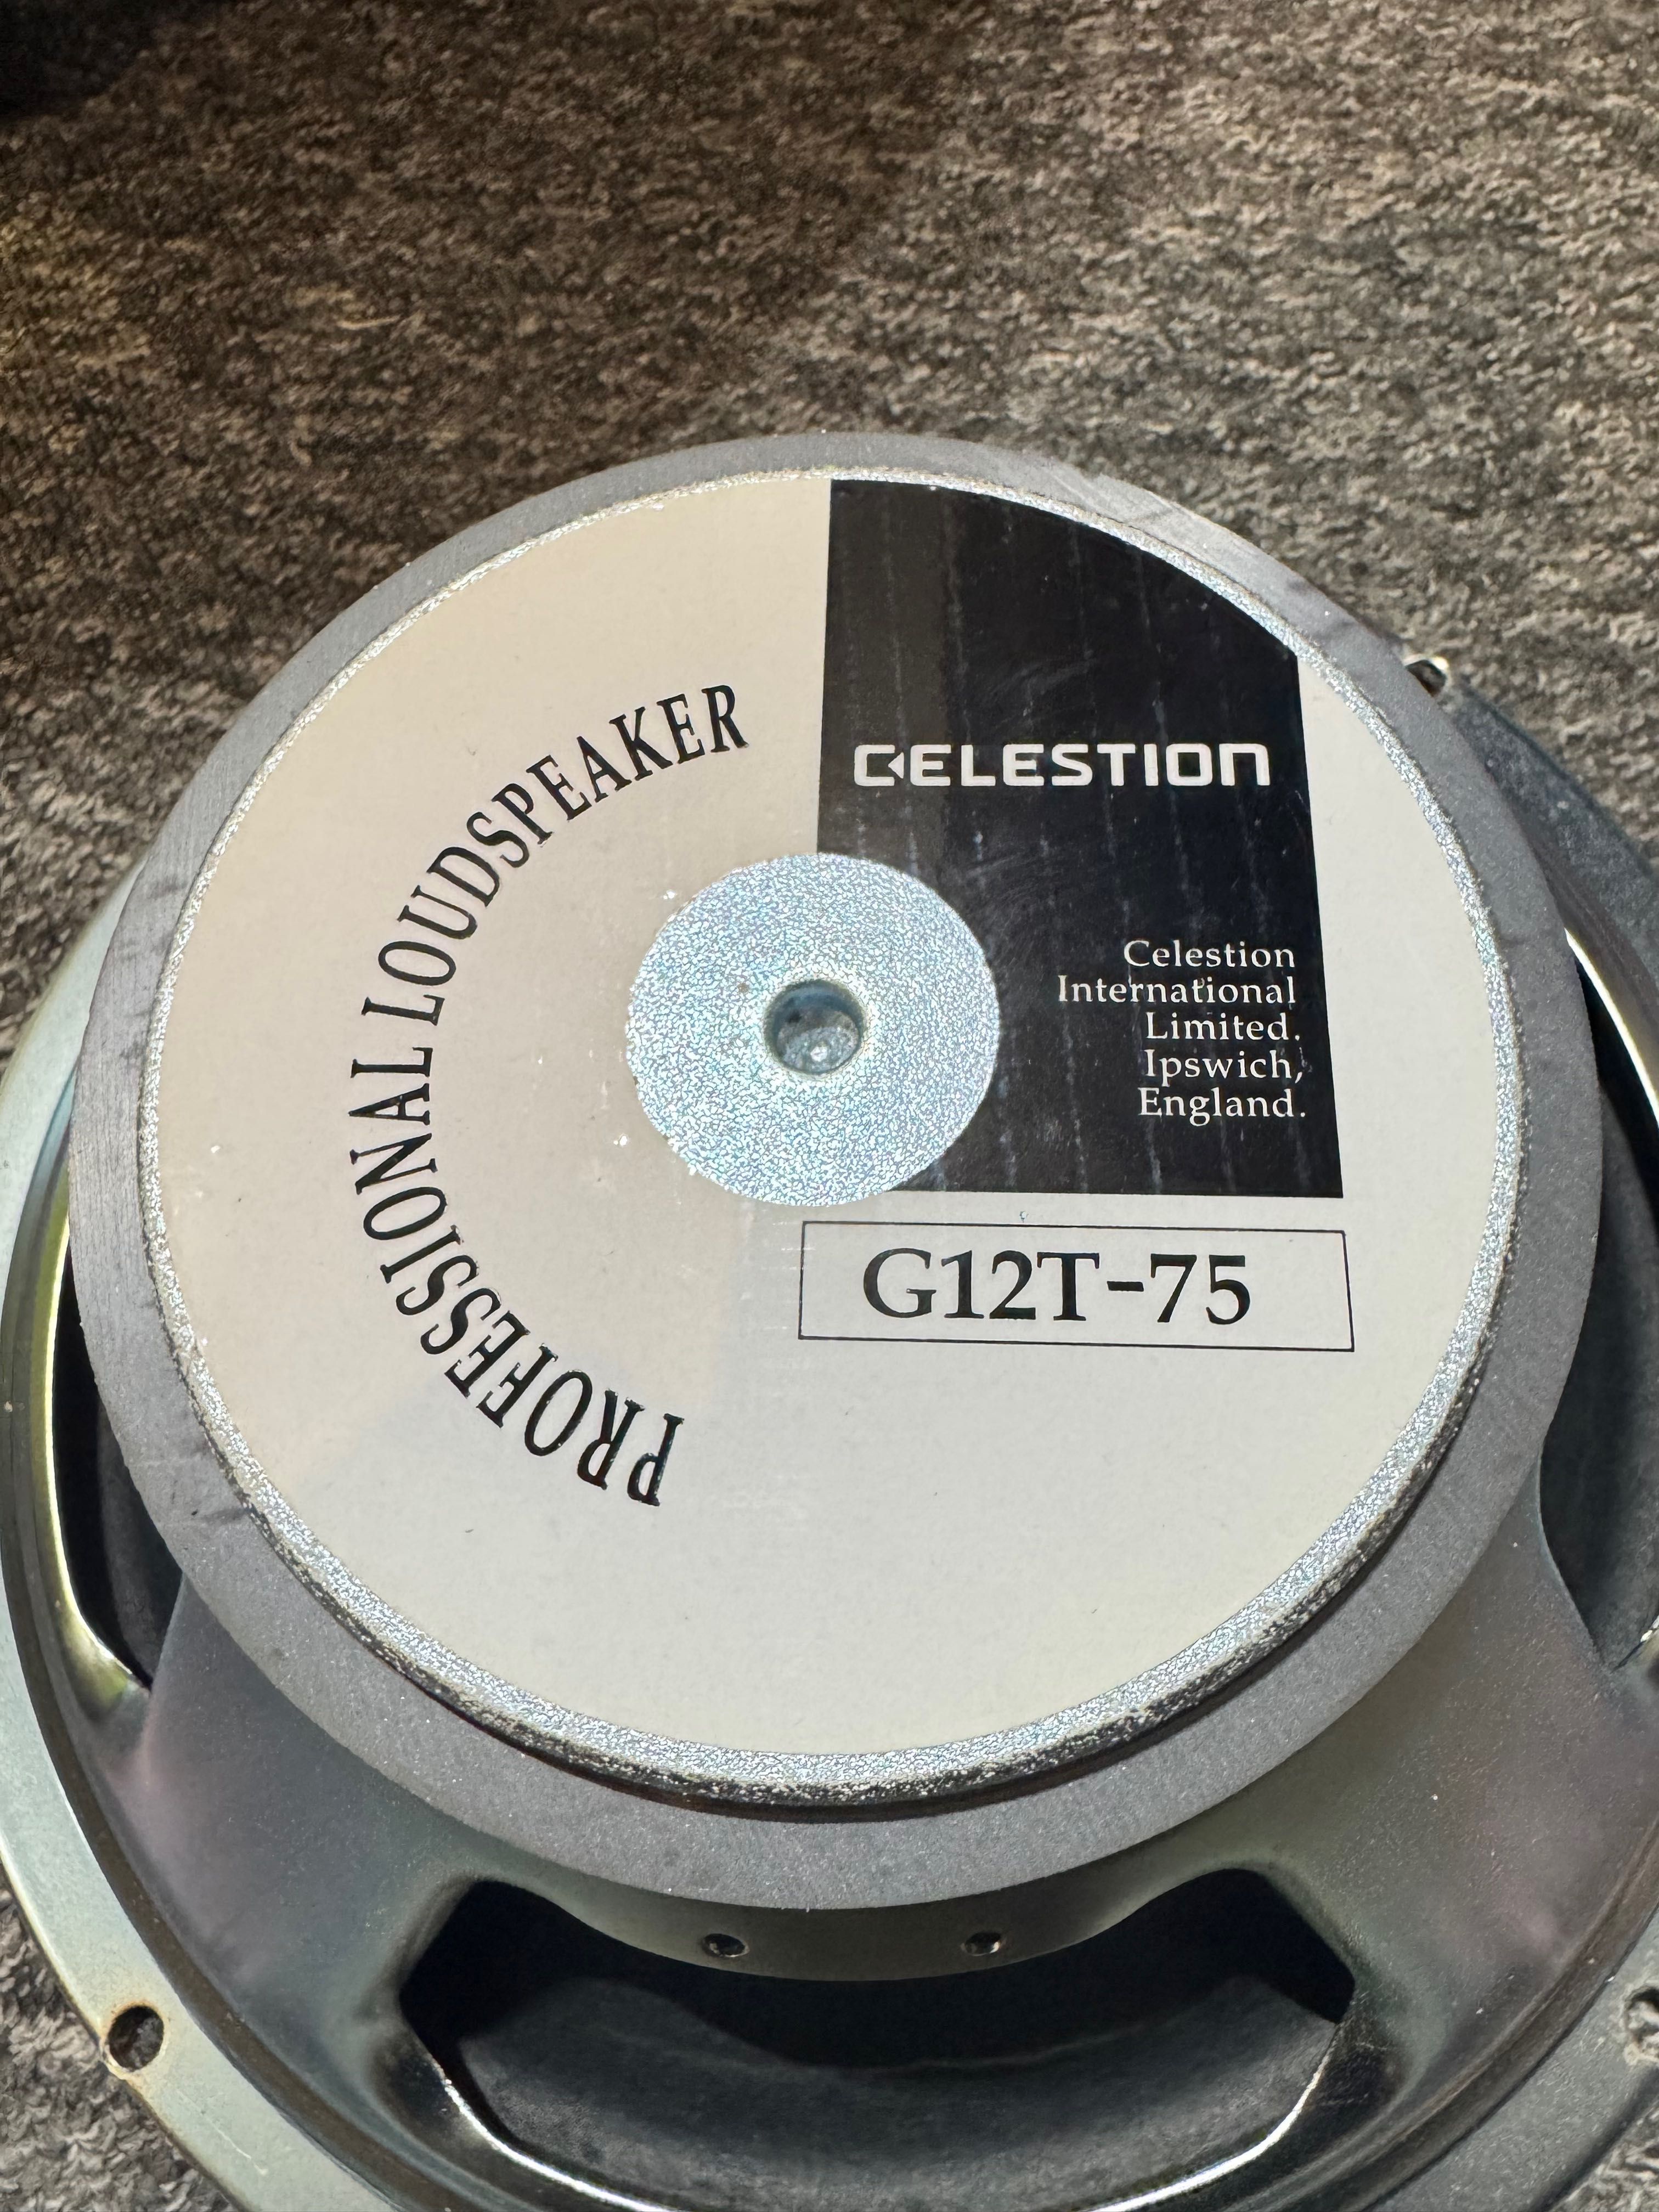 PROFESSIONAL LOUDSPEAKER
CELESTION
Celestion
International
Limited.
Ipswich,
England.
G12T-75